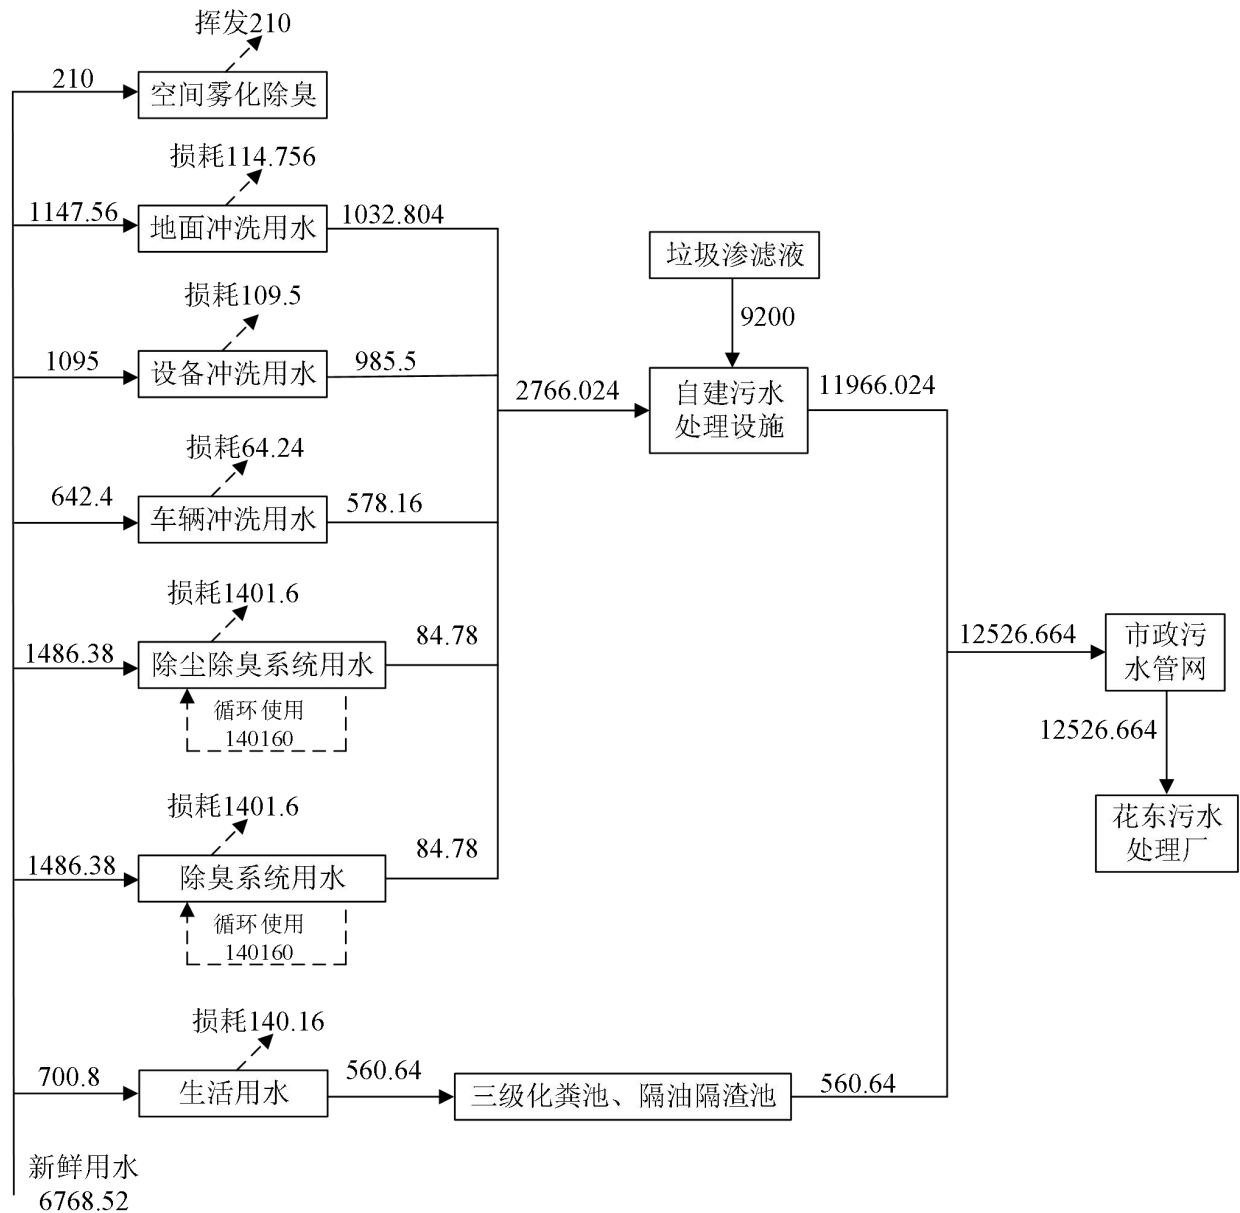 挥发210
210
空间雾化除臭
损耗114.756
1147.56
地面冲洗用水
1032.804
垃圾渗滤液
9200
损耗109.5
1095
设备冲洗用水
985.5
2766.024
自建污水
处理设施
11966.024
损耗64.24
642.4
车辆冲洗用水
578.16
损耗1401.6
1486.38
除尘除臭系统用水
84.78
循环使用
140160
12526.664
市政污
水管网
12526.664
花东污水
处理厂
损耗1401.6
1486.38
除臭系统用水
84.78
循环使用
140160
损耗140.16
700.8
生活用水
560.64
三级化粪池、隔油隔渣池
560.64
新鲜用水
6768.52